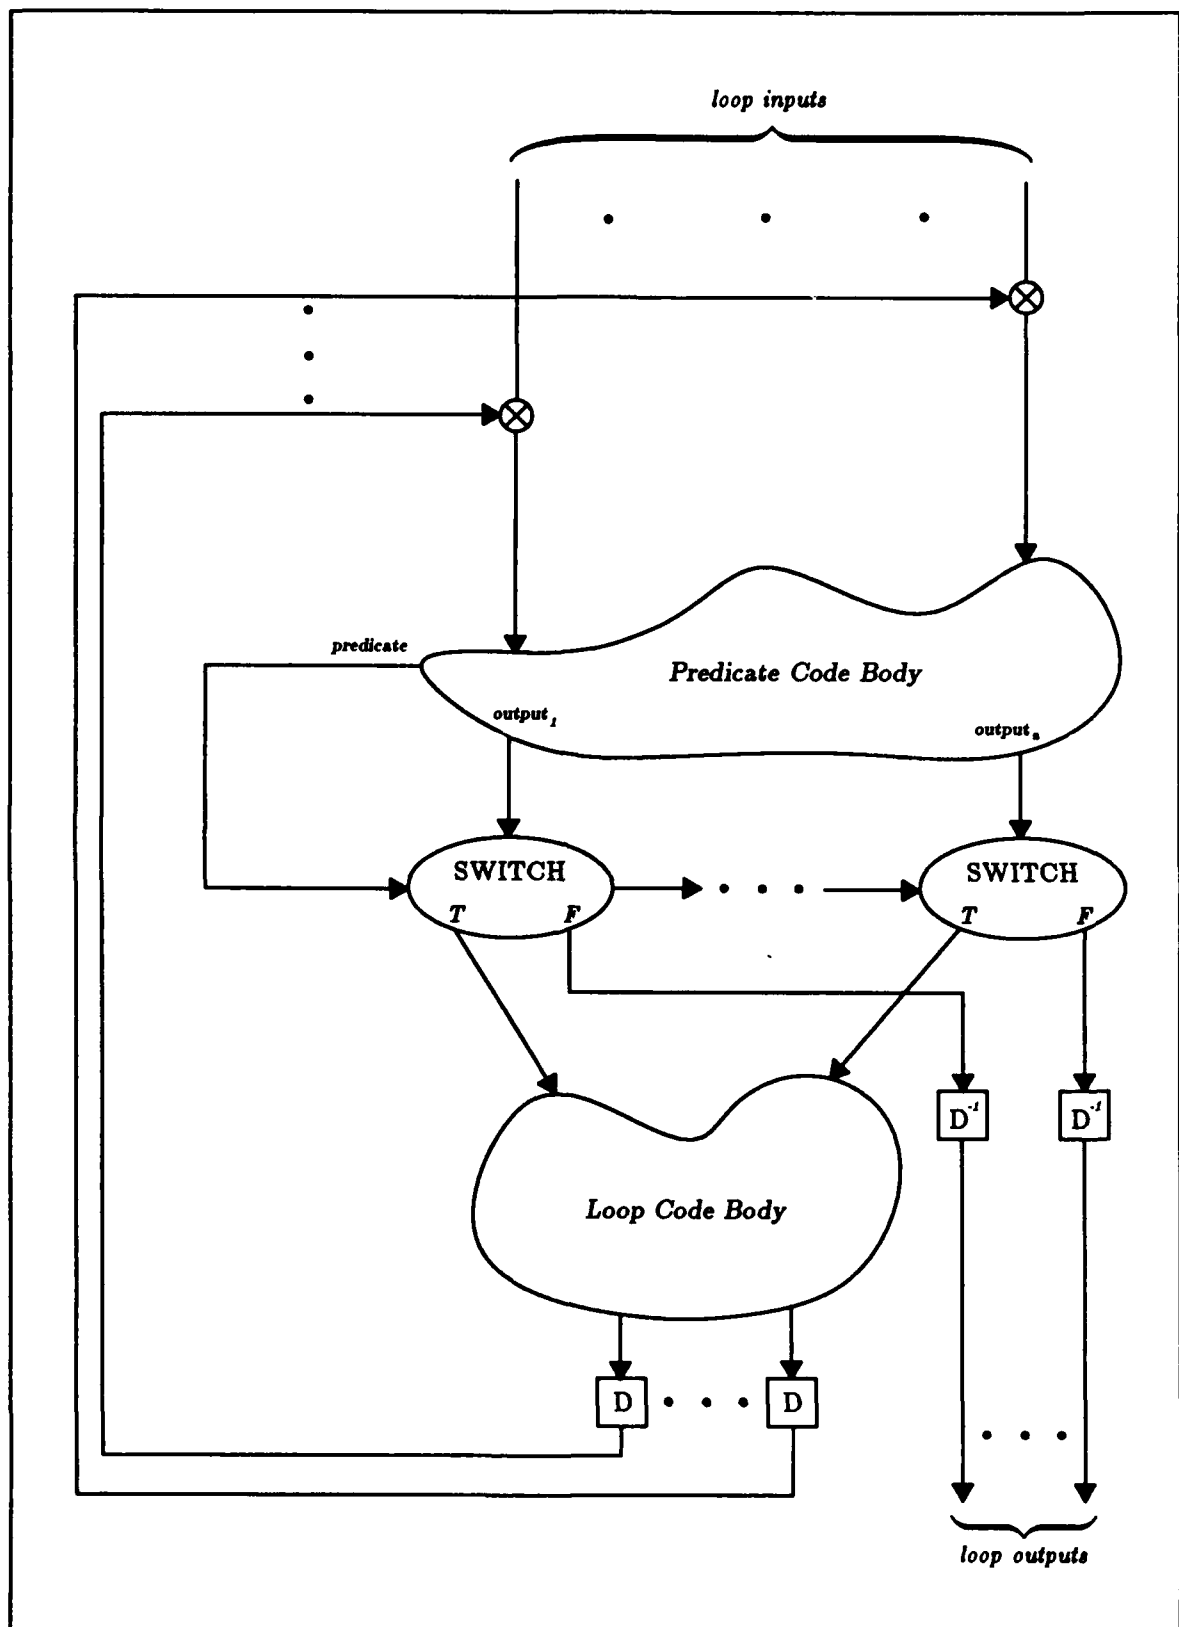 loop inputs
predicate
Predicate Code Body
output₁
outputₙ
SWITCH
SWITCH
T F
T F
D⁻¹ D⁻¹
Loop Code Body
D D
loop outputs